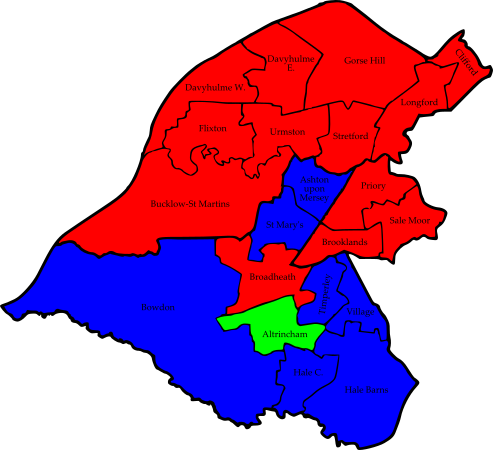 Clifford
Davyhulme
E.
Gorse Hill
Davyhulme W.
Longford
Flixton
Urmston
Stretford
Ashton
upon
Mersey
Priory
Bucklow-St Martins
St Mary's
Sale Moor
Brooklands
Broadheath
Timperley
Bowdon
Village
Altrincham
Hale C.
Hale Barns